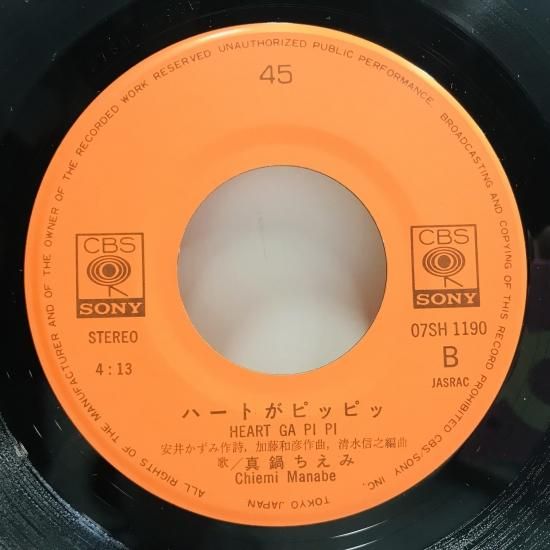 ALL RIGHTS OF THE MANUFACTURER AND OF THE OWNER OF THE RECORDED WORK RESERVED UNAUTHORIZED PUBLIC PERFORMANCE, BROADCASTING AND COPYING OF THIS RECORD PROHIBITED CBS/SONY INC.
TOKYO JAPAN
45
CBS
SONY
STEREO
4:13
CBS
SONY
07SH 1190
B
JASRAC
ハートがピッピッ
HEART GA PI PI
安井かずみ作詩, 加藤和彦作曲, 清水信之編曲
歌/真鍋ちえみ
Chiemi Manabe